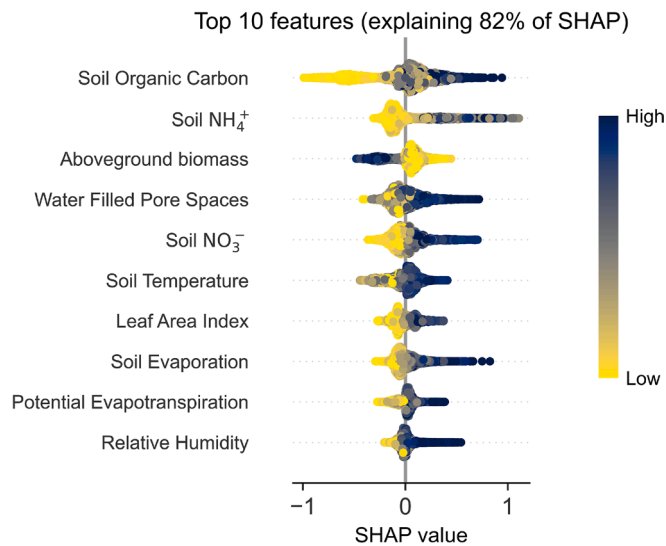 Top 10 features (explaining 82% of SHAP)
Soil Organic Carbon
Soil NH₄⁺
Aboveground biomass
Water Filled Pore Spaces
Soil NO₃⁻
Soil Temperature
Leaf Area Index
Soil Evaporation
Potential Evapotranspiration
Relative Humidity
High
Low
−1 0 1
SHAP value